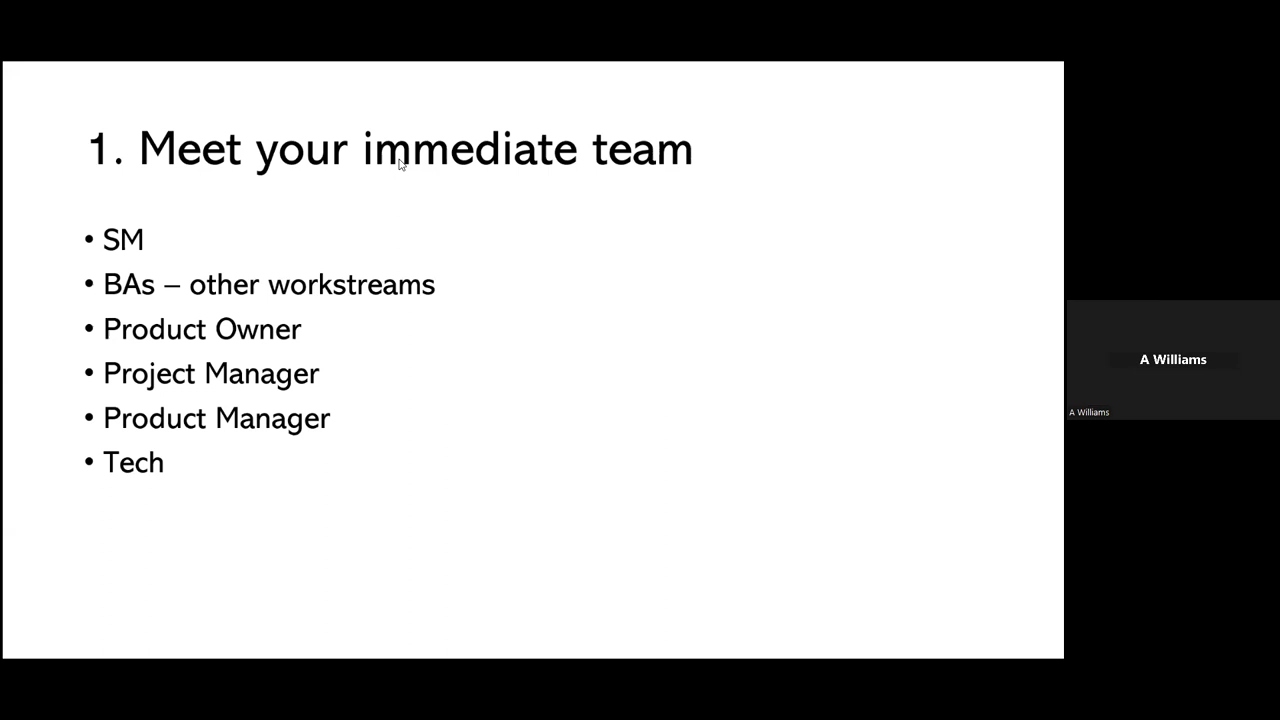 1. Meet your immediate team
• SM
• BAs – other workstreams
• Product Owner
• Project Manager
• Product Manager
• Tech
A Williams
A Williams